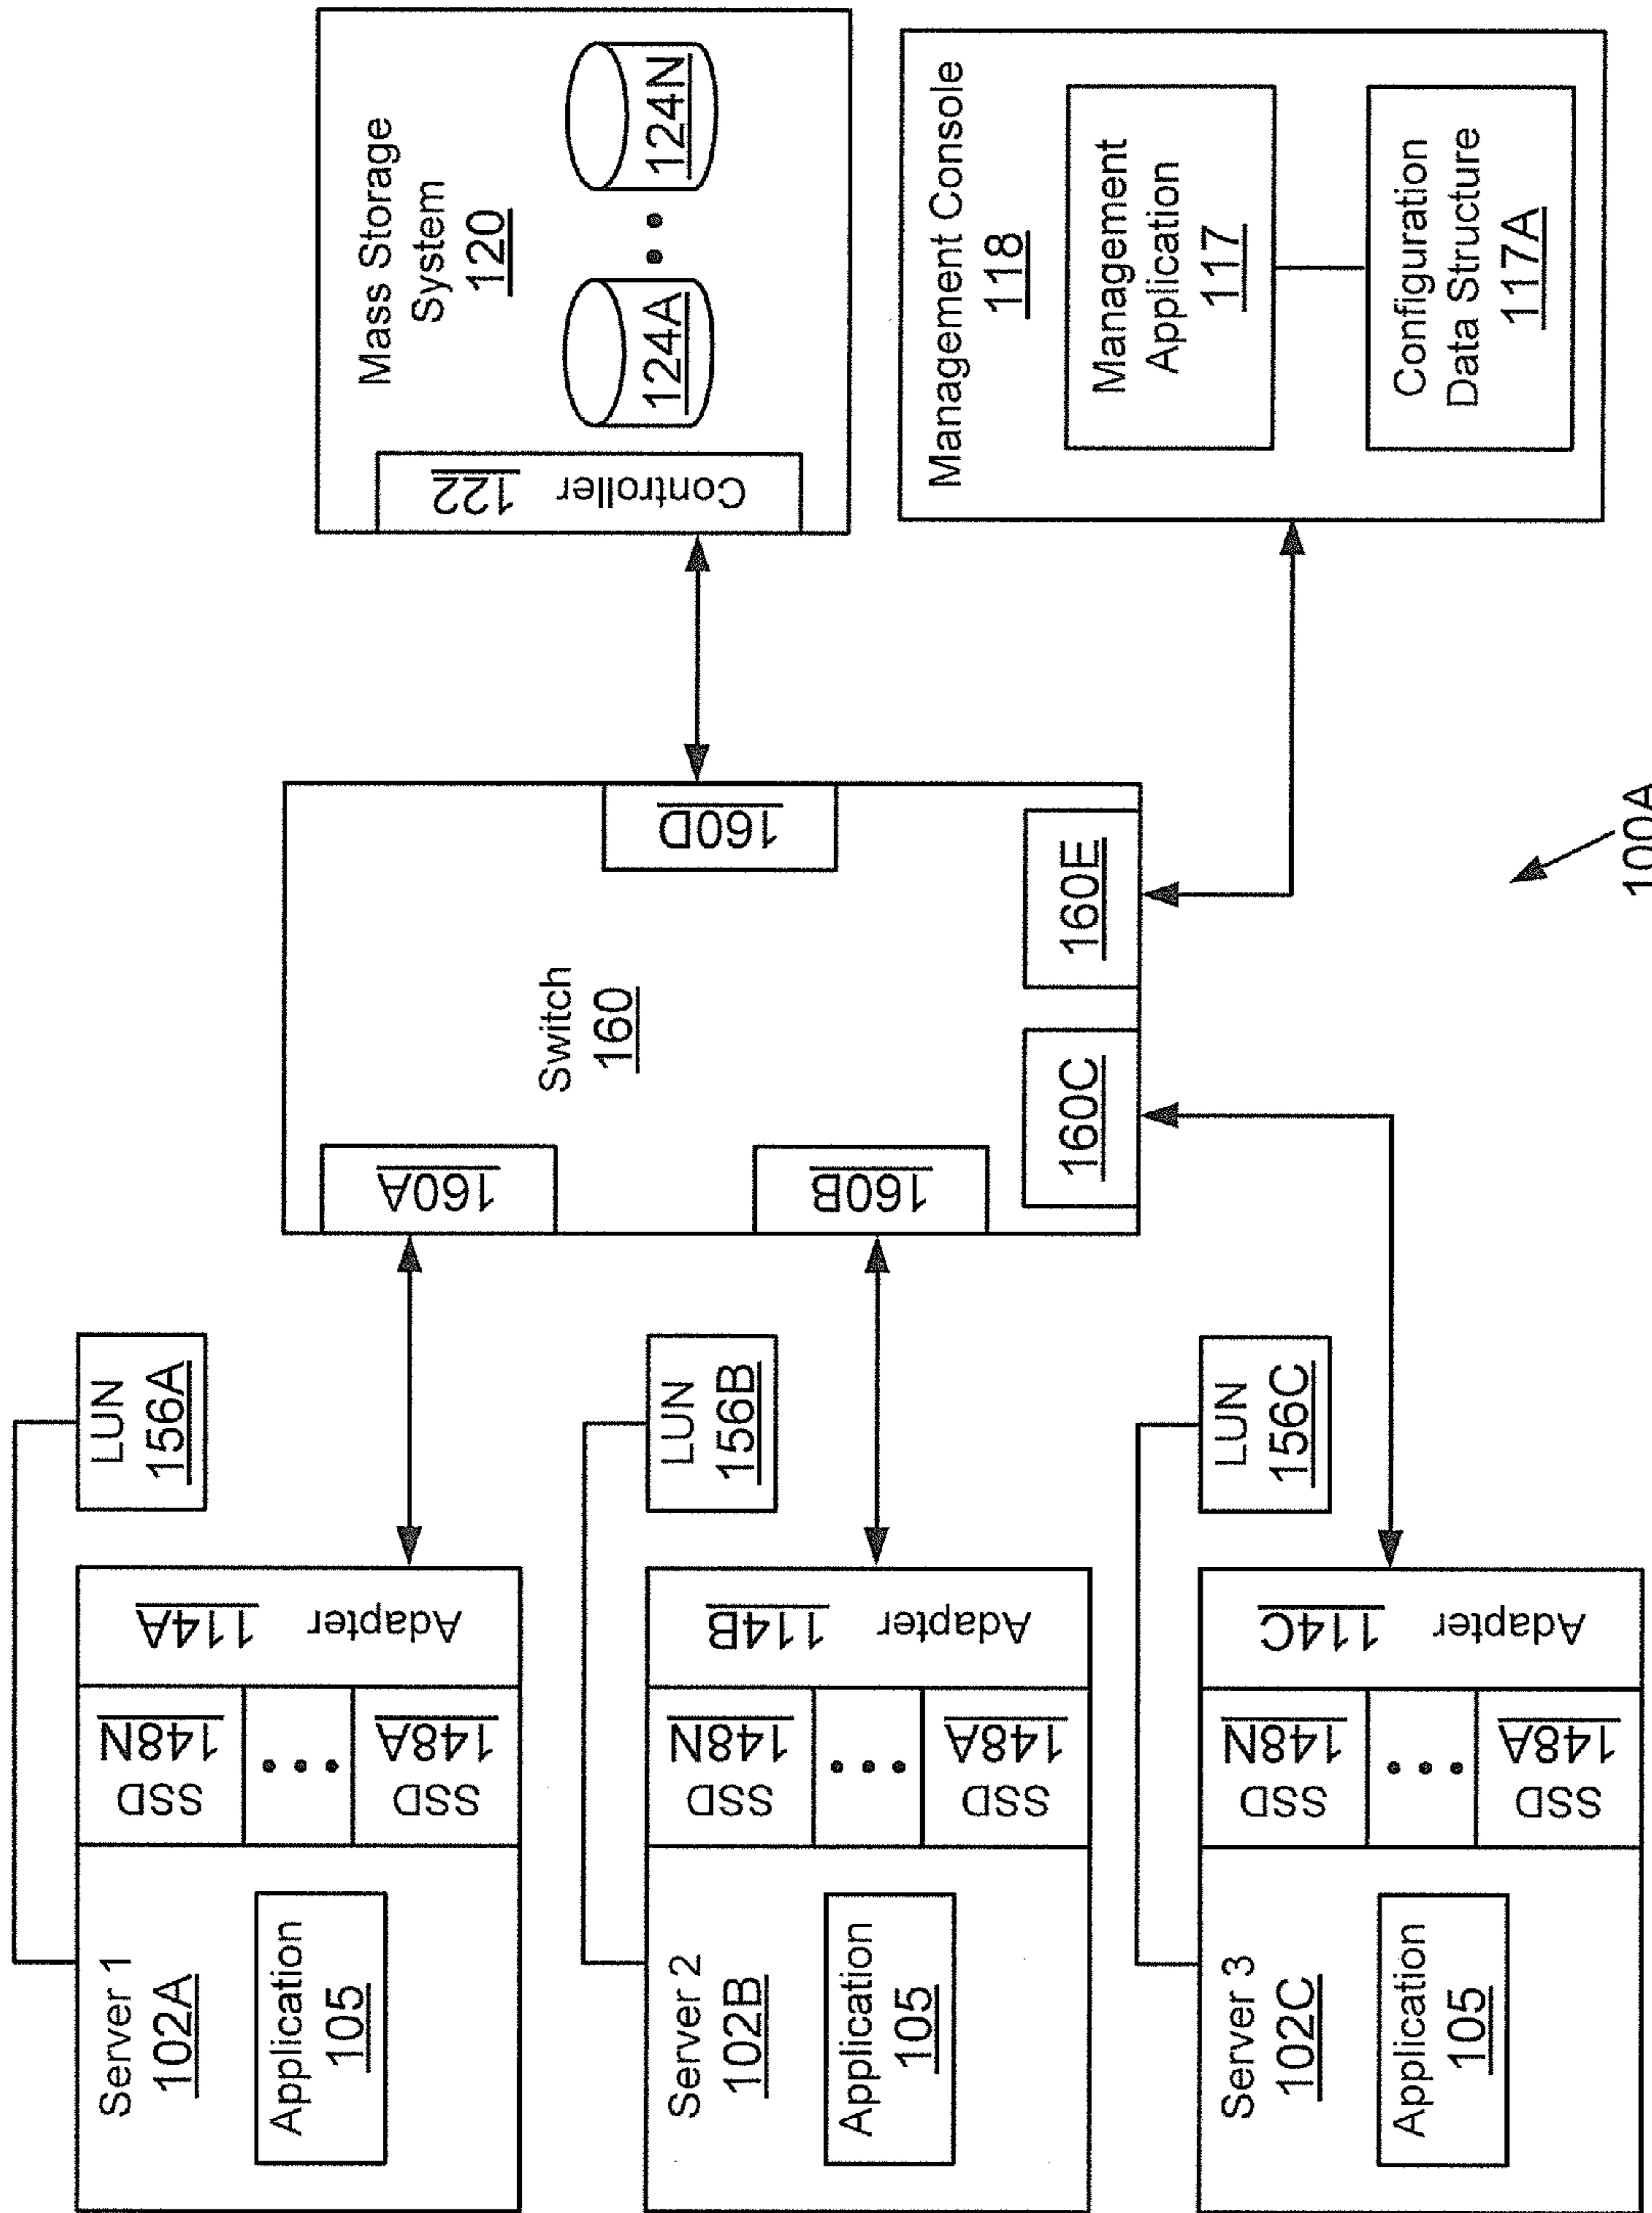 Server 1
102A
Application
105
SSD 148N
SSD 148A
Adapter 114A
LUN
156A
Server 2
102B
Application
105
SSD 148N
SSD 148A
Adapter 114B
LUN
156B
Server 3
102C
Application
105
SSD 148N
SSD 148A
Adapter 114C
LUN
156C
Switch
160
160A
160B
160C
160D
160E
Mass Storage
System
120
Controller 122
124A
124N
Management Console
118
Management
Application
117
Configuration
Data Structure
117A
100A